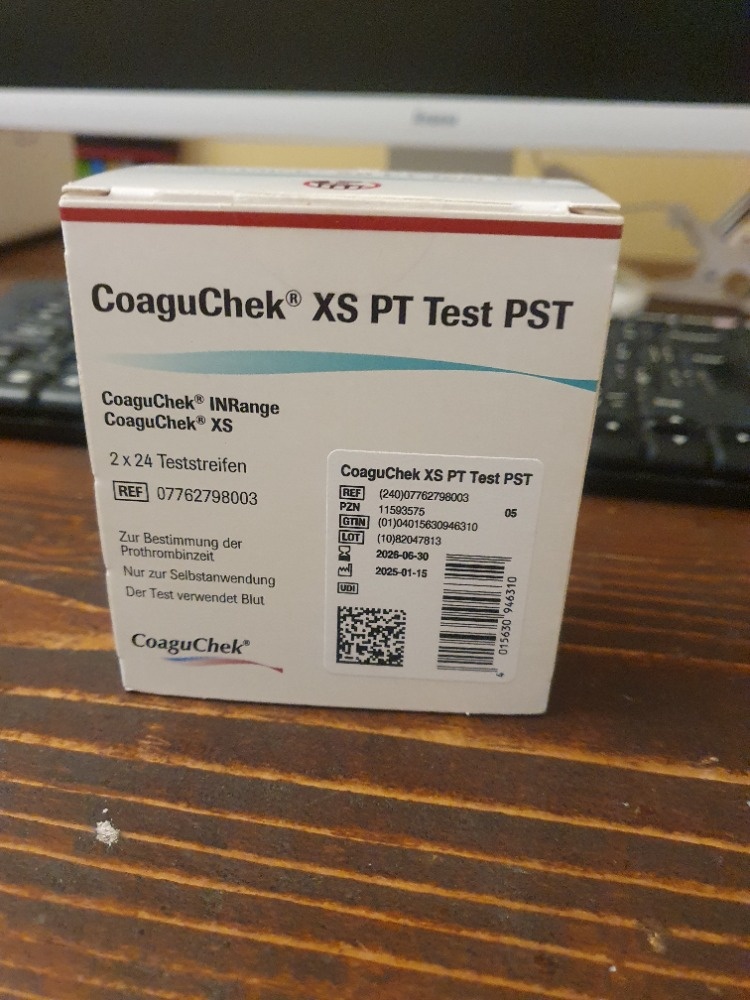 CoaguChek® XS PT Test PST
CoaguChek® INRange
CoaguChek® XS
2 x 24 Teststreifen
REF 07762798003
Zur Bestimmung der
Prothrombinzeit
Nur zur Selbstanwendung
Der Test verwendet Blut
CoaguChek®
CoaguChek XS PT Test PST
REF (240)07762798003
PZN 11593575 05
GTIN (01)04015630946310
LOT (10)82047813
2026-06-30
2025-01-15
UDI
4 015630 946310